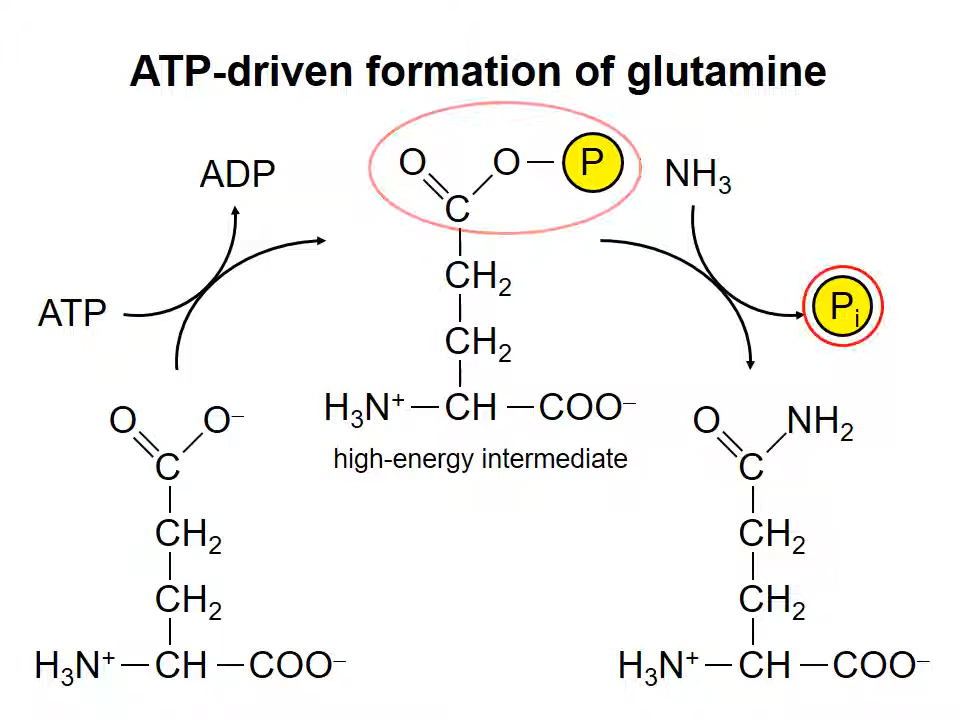 ATP-driven formation of glutamine
ADP
O O — P
NH₃
C
CH₂
ATP
Pᵢ
CH₂
H₃N⁺ — CH — COO⁻
high-energy intermediate
O O⁻
C
CH₂
CH₂
H₃N⁺ — CH — COO⁻
O NH₂
C
CH₂
CH₂
H₃N⁺ — CH — COO⁻